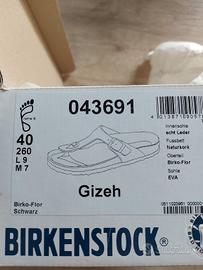 043691
40
260
L 9
M 7
Innensohle
echt Leder
Fussbett
Naturkork
Oberteil
Birko-Flor
Sohle
EVA
Birko-Flor
Schwarz
Gizeh
BIRKENSTOCK